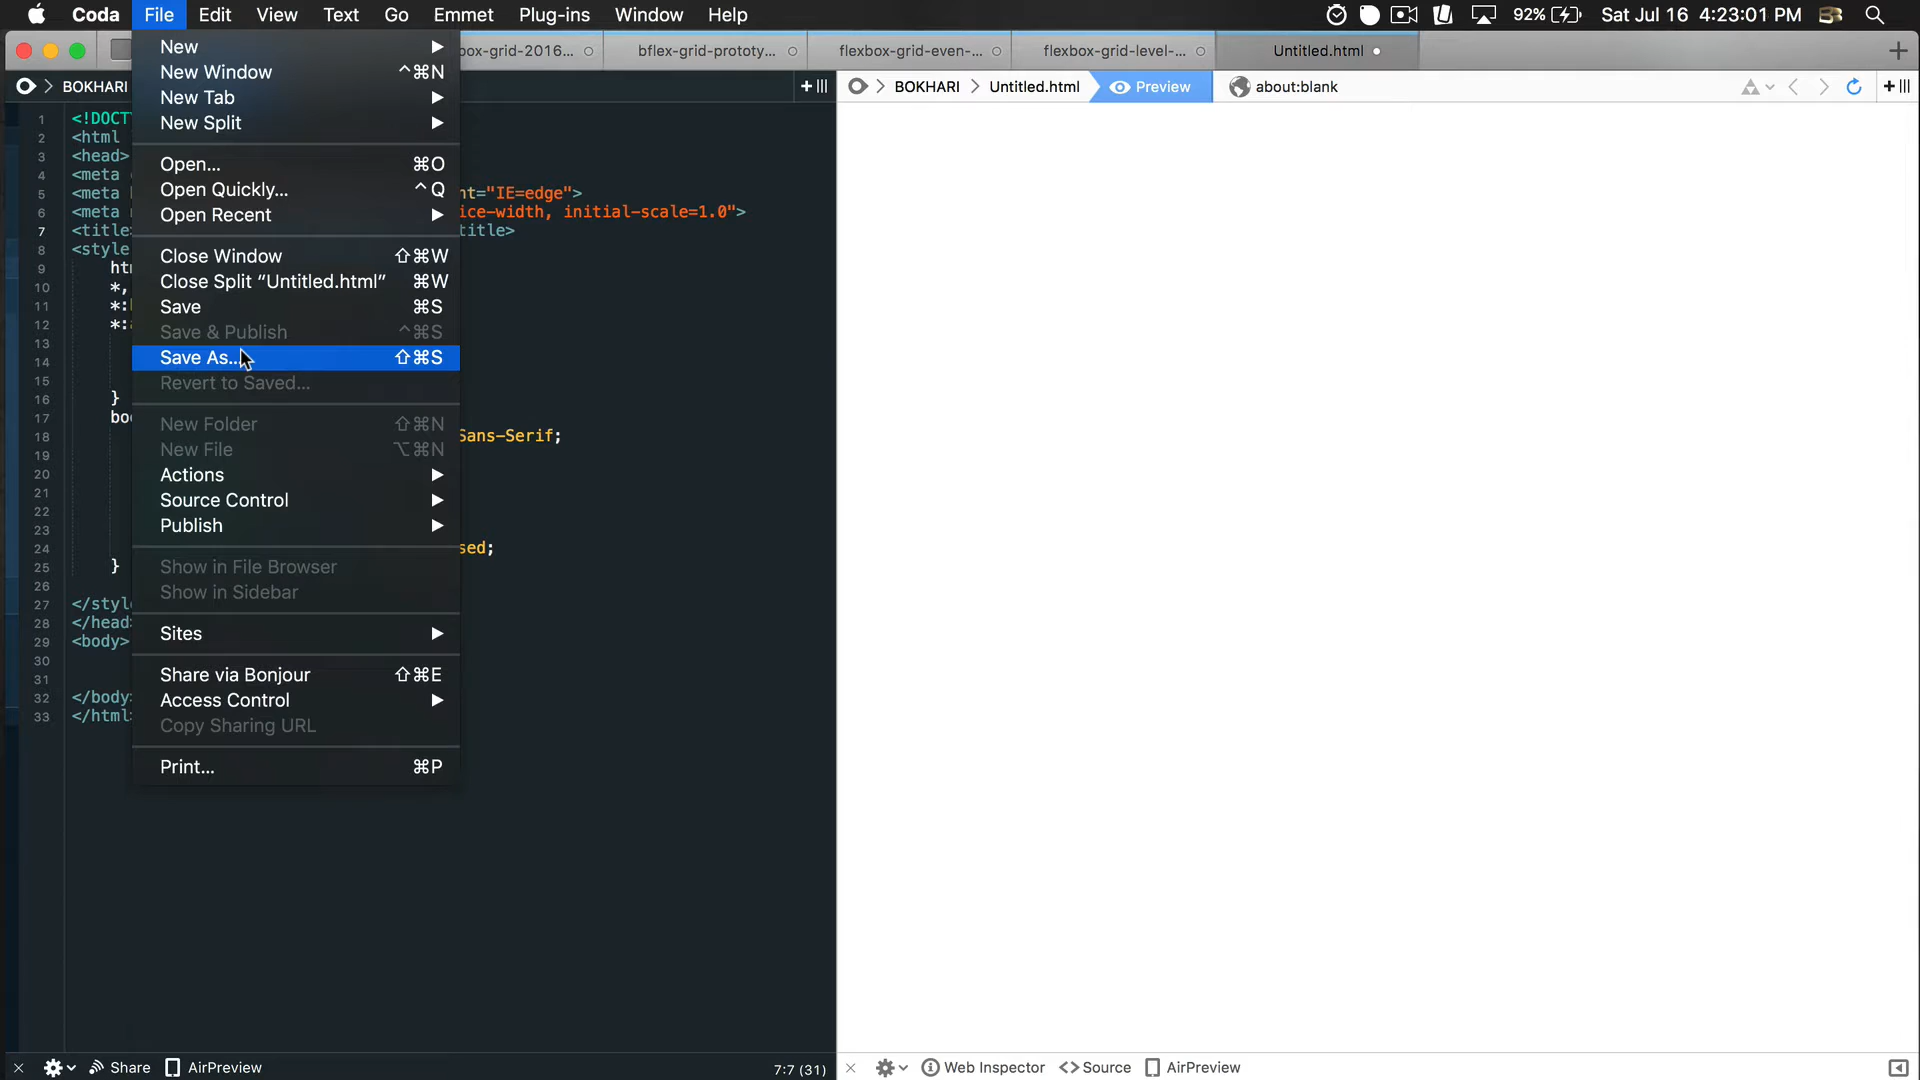 Coda File Edit View Text Go Emmet Plug-ins Window Help 92% Sat Jul 16 4:23:01 PM
box-grid-2016... bflex-grid-prototy... flexbox-grid-even-... flexbox-grid-level-... Untitled.html
BOKHARI
BOKHARI Untitled.html Preview about:blank
New
New Window ^⌘N
New Tab
New Split
Open... ⌘O
Open Quickly... ^Q
Open Recent
Close Window ⇧⌘W
Close Split “Untitled.html” ⌘W
Save ⌘S
Save & Publish ^⌘S
Save As... ⇧⌘S
Revert to Saved...
New Folder ⇧⌘N
New File ⌥⌘N
Actions
Source Control
Publish
Show in File Browser
Show in Sidebar
Sites
Share via Bonjour ⇧⌘E
Access Control
Copy Sharing URL
Print... ⌘P
1 <!DOCT
2 <html
3 <head>
4 <meta
5 <meta nt="IE=edge">
6 <meta ice-width, initial-scale=1.0">
7 <title title>
8 <style
9 htm
10 *,
11 *:
12 *:
13
14
15
16 }
17 bod
18 Sans-Serif;
19
20
21
22
23
24 sed;
25 }
26
27 </style
28 </head
29 <body>
30
31
32 </body
33 </html
Share AirPreview 7:7 (31)
Web Inspector Source AirPreview